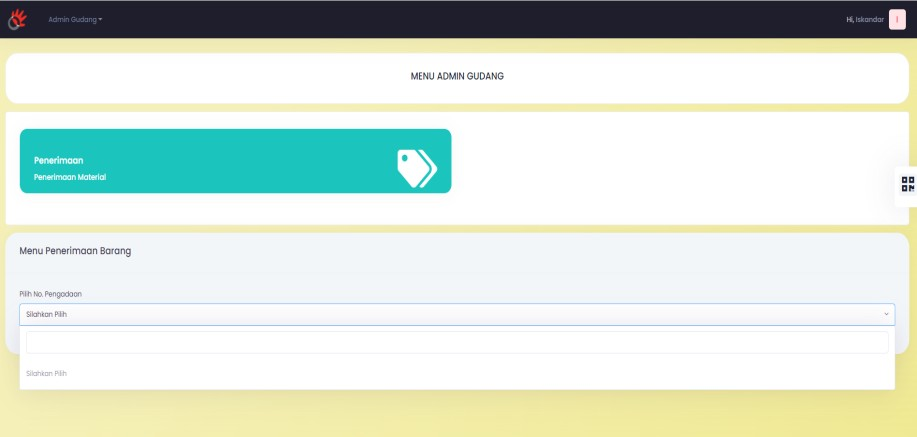 Admin Gudang
Hi, Iskandar
I
MENU ADMIN GUDANG
Penerimaan
Penerimaan Material
Menu Penerimaan Barang
Pilih No. Pengadaan
Silahkan Pilih
Silahkan Pilih